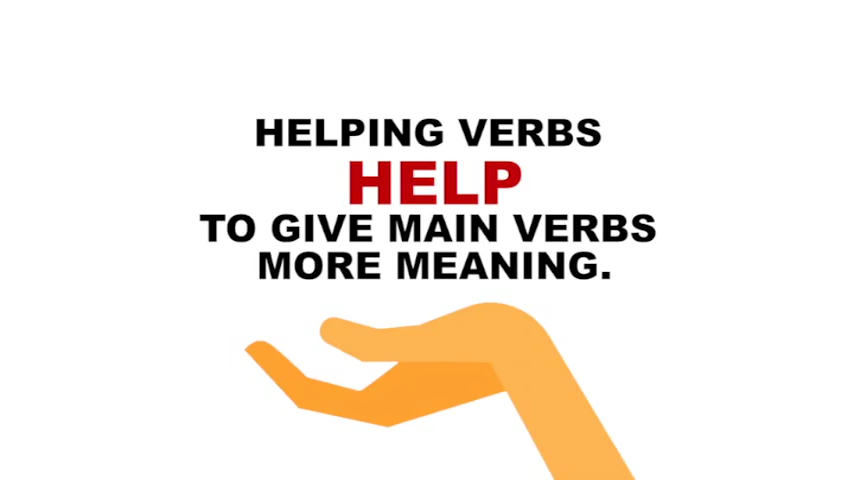 HELPING VERBS
HELP
TO GIVE MAIN VERBS
MORE MEANING.